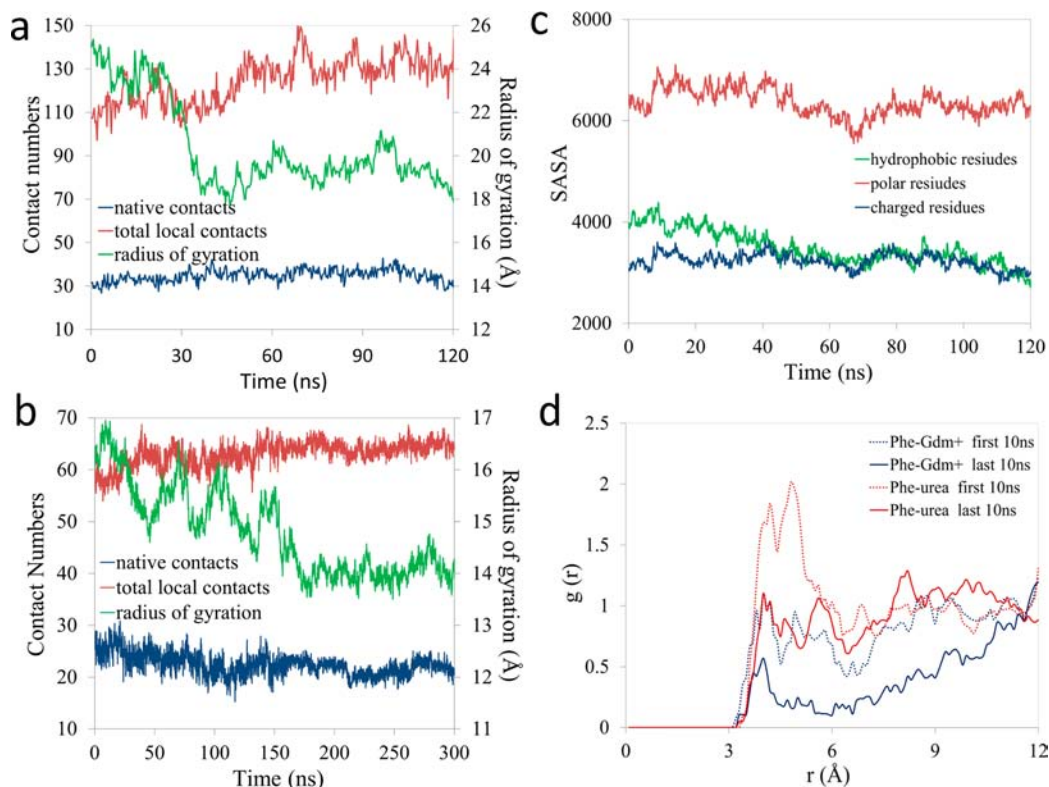 a
150
130
110
90
70
50
30
10
Contact numbers
26
24
22
20
18
16
14
12
Radius of gyration
(Å)
native contacts
total local contacts
radius of gyration
0 30 60 90 120
Time (ns)
c
8000
6000
4000
2000
SASA
hydrophobic resiudes
polar resiudes
charged residues
0 20 40 60 80 100 120
Time (ns)
b
70
60
50
40
30
20
10
Contact Numbers
17
16
15
14
13
12
11
Radius of gyration
(Å)
native contacts
total local contacts
radius of gyration
0 50 100 150 200 250 300
Time (ns)
d
2.5
2
1.5
1
0.5
0
g (r)
Phe-Gdm+ first 10ns
Phe-Gdm+ last 10ns
Phe-urea first 10ns
Phe-urea last 10ns
0 3 6 9 12
r (Å)